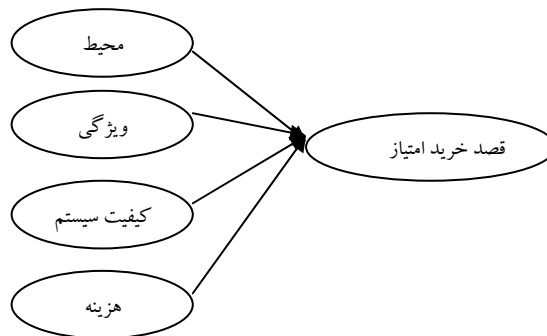 محیط
ویژگی
قصد خرید امتیاز
کیفیت سیستم
هزینه